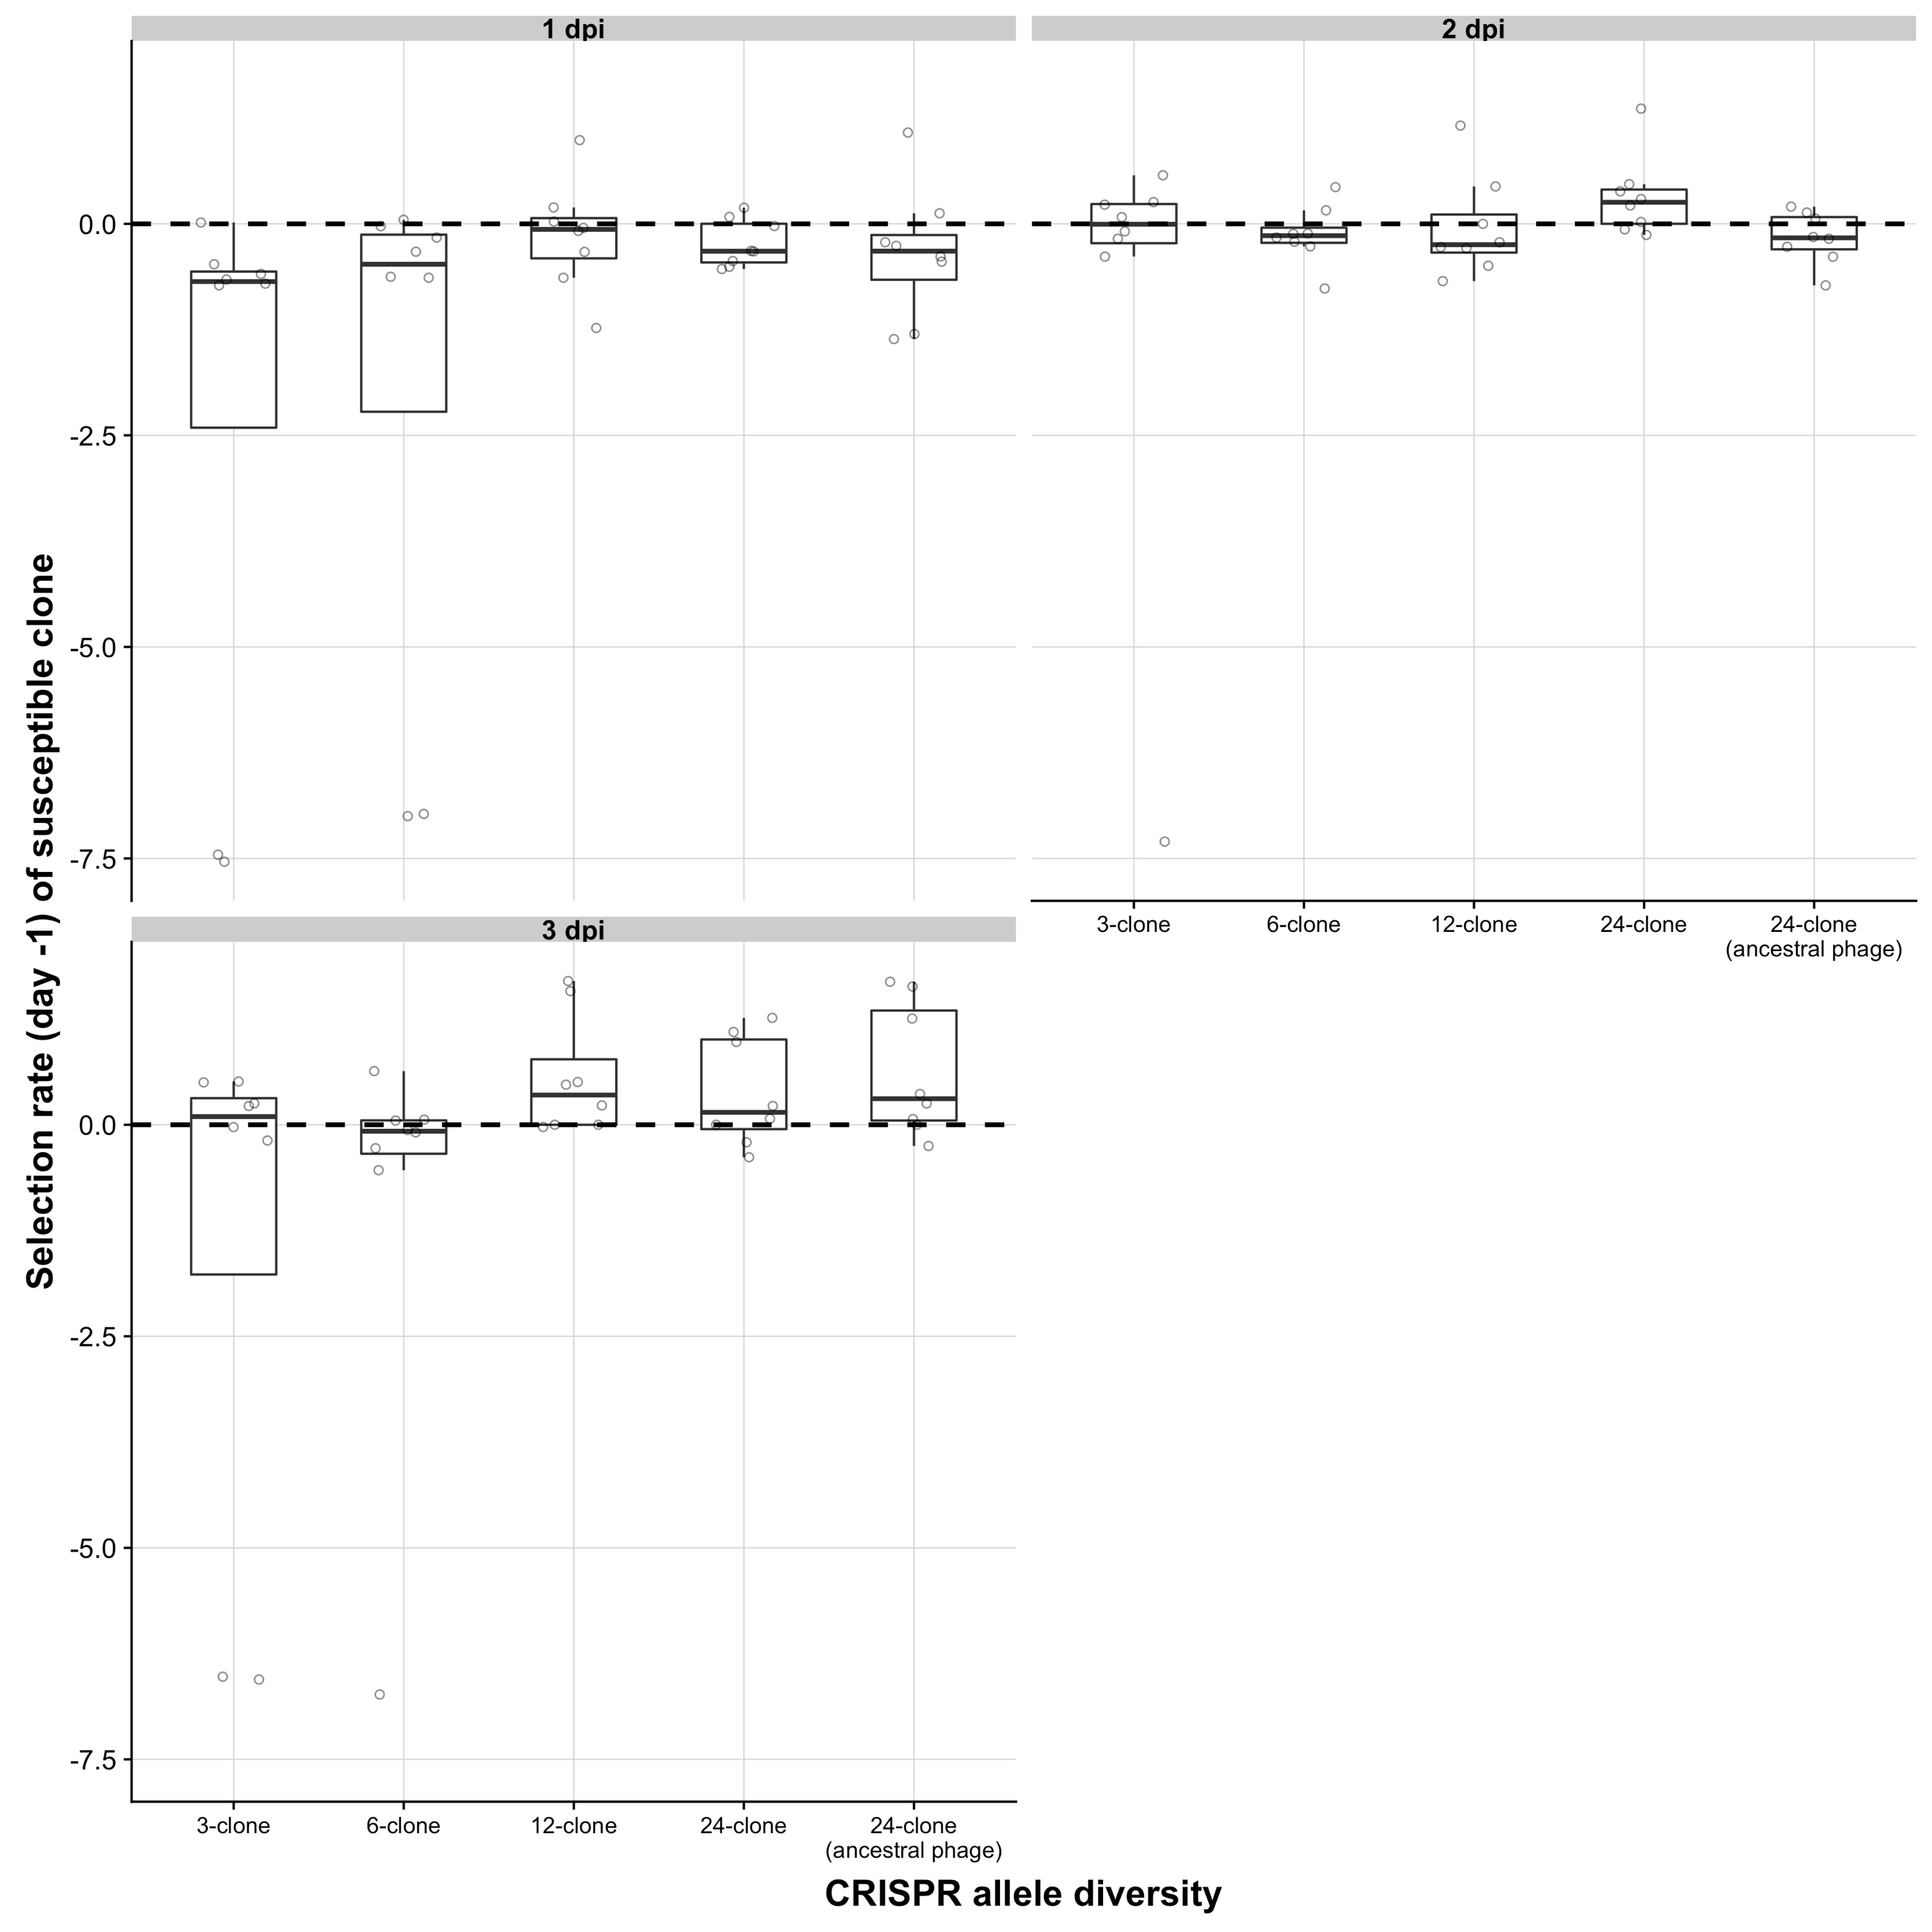 1 dpi
2 dpi
0.0
-2.5
-5.0
-7.5
3-clone
6-clone
12-clone
24-clone
24-clone
(ancestral phage)
3 dpi
0.0
-2.5
-5.0
-7.5
3-clone
6-clone
12-clone
24-clone
24-clone
(ancestral phage)
CRISPR allele diversity
Selection rate (day -1) of susceptible clone